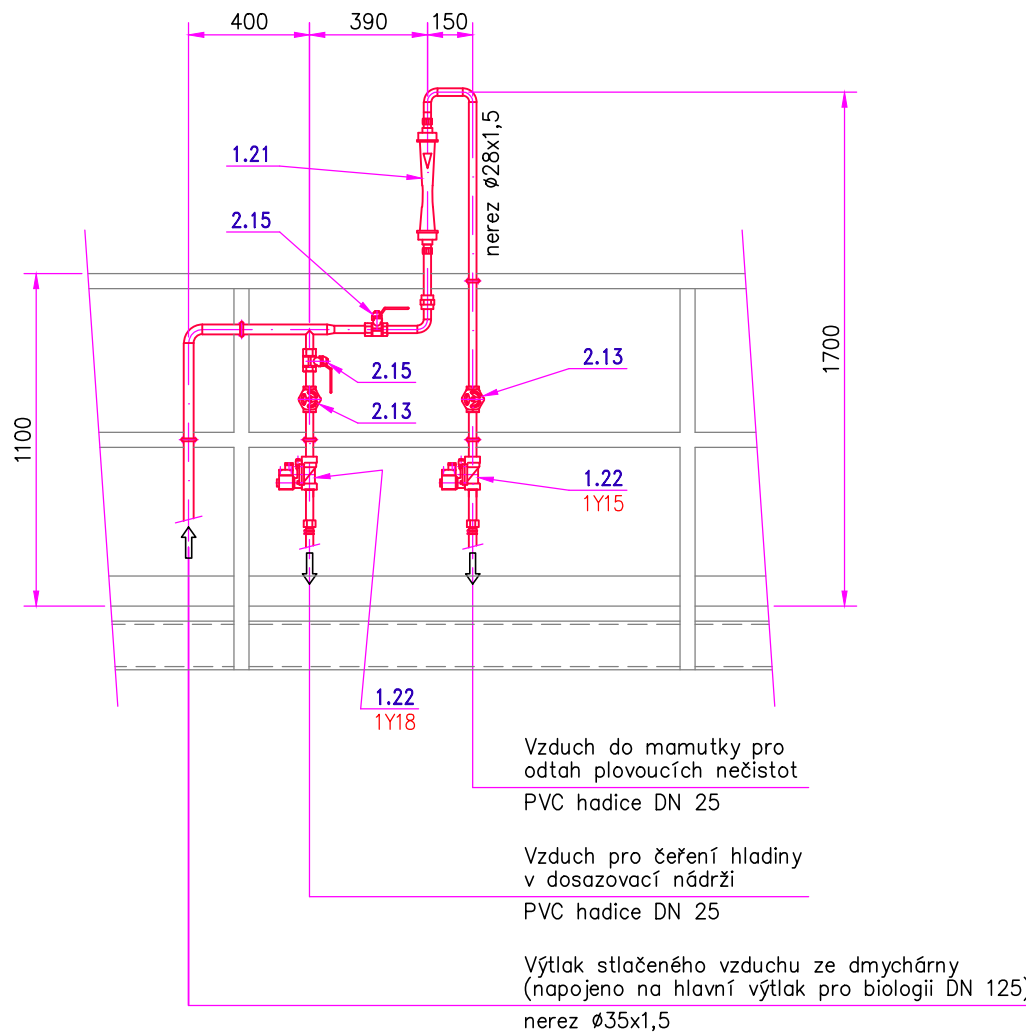 400
390
150
1.21
2.15
nerez ø28x1,5
1700
1100
2.15
2.13
2.13
1.22
1Y15
1.22
1Y18
Vzduch do mamutky pro
odtah plovoucích nečistot
PVC hadice DN 25
Vzduch pro čeření hladiny
v dosazovací nádrži
PVC hadice DN 25
Výtlak stlačeného vzduchu ze dmychárny
(napojeno na hlavní výtlak pro biologii DN 125)
nerez ø35x1,5